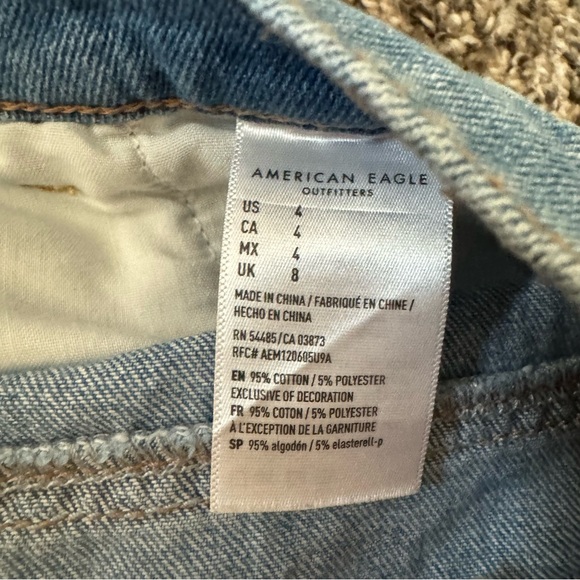 AMERICAN EAGLE
OUTFITTERS
US 4
CA 4
MX 4
UK 8
MADE IN CHINA / FABRIQUÉ EN CHINE /
HECHO EN CHINA
RN 54485/CA 03873
RFC# AEM120605U9A
EN 95% COTTON / 5% POLYESTER
EXCLUSIVE OF DECORATION
FR 95% COTON / 5% POLYESTER
À L'EXCEPTION DE LA GARNITURE
SP 95% algodón / 5% elasterell-p